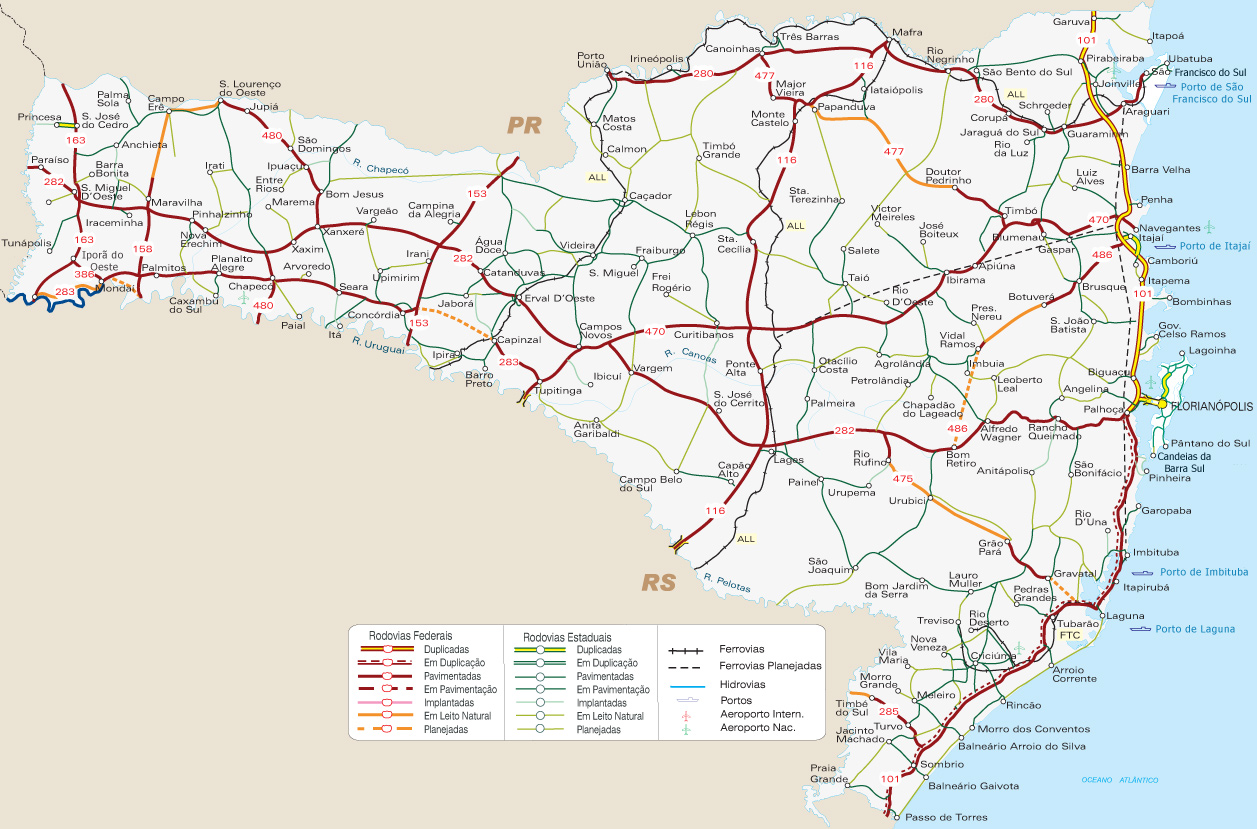 Garuva
101
Itapoá
Mafra
Três Barras
Canoinhas
Rio
Negrinho
Pirabeiraba
Ubatuba
São Francisco do Sul
Porto
União
Irineópolis
280
477
116
Major
Vieira
Itaiópolis
São Bento do Sul
Joinville
Porto de São
Francisco do Sul
ALL
280
Schroeder
Corupa
Araguari
Papanduva
Monte
Castelo
Jaraguá do Sul
Guaramirim
Rio
da Luz
S. Lourenço
do Oeste
Palma
Sola
Campo
Erê
Jupiá
Princesa
S. José
do Cedro
480
PR
Matos
Costa
163
Anchieta
São
Domingos
Calmon
Timbó
Grande
116
477
Paraíso
Barra
Bonita
Irati
Ipuaçu
R. Chapecó
ALL
Doutor
Pedrinho
Luiz
Alves
Barra Velha
282
S. Miguel
D'Oeste
Entre
Rioso
Bom Jesus
153
Caçador
Sta.
Terezinha
Maravilha
Marema
Penha
Iraceminha
Pinhalzinho
Vargeão
Campina
da Alegria
Lebon
Régis
Victor
Meireles
Timbó
470
Navegantes
Itajaí
Porto de Itajaí
Tunápolis
163
Nova
Erechim
Xanxerê
Água
Doce
Sta.
Cecília
ALL
José
Boiteux
Blumenau
Gaspar
Iporã do
Oeste
158
Xaxim
Irani
282
Videira
Fraiburgo
Salete
486
Camboriú
386
Palmitos
Planalto
Alegre
Arvoredo
Upimirim
Catanduvas
S. Miguel
Frei
Rogério
Taió
Apiúna
Ibirama
Itapema
283
Mondaí
Chapecó
Seara
Jaborá
Erval D'Oeste
Rio
D'Oeste
Botuverá
Brusque
101
Bombinhas
Caxambú
do Sul
480
Paial
Itá
Concórdia
153
Campos
Novos
470
Curitibanos
Pres.
Nereu
S. João
Batista
Gov.
Celso Ramos
R. Uruguai
Ipira
Capinzal
R. Canoas
Vidal
Ramos
Lagoinha
283
Barro
Preto
Tupitinga
Ibicuí
Vargem
Ponte
Alta
Otacílio
Costa
Agrolândia
Imbuia
Biguaçu
Petrolândia
Leoberto
Leal
Angelina
S. José
do Cerrito
Palmeira
Chapadão
do Lageado
Palhoça
FLORIANÓPOLIS
Anita
Garibaldi
282
486
Alfredo
Wagner
Rancho
Queimado
Pântano do Sul
Lages
Rio
Rufino
Bom
Retiro
Candeias da
Barra Sul
Capão
Alto
Campo Belo
do Sul
Painel
475
Anitápolis
São
Bonifácio
Pinheira
Urupema
Urubici
116
Rio
D'Una
Garopaba
ALL
Grão
Pará
Imbituba
RS
R. Pelotas
São
Joaquim
Bom Jardim
da Serra
Lauro
Muller
Gravatal
Porto de Imbituba
Pedras
Grandes
Itapirubá
Treviso
Rio
Deserto
Tubarão
FTC
Laguna
Porto de Laguna
Nova
Veneza
Vila
Maria
Criciúma
Arroio
Corrente
Morro
Grande
Meleiro
Timbé
do Sul
285
Rincão
Turvo
Jacinto
Machado
Morro dos Conventos
Balneário Arroio do Silva
Praia
Grande
Sombrio
101
Balneário Gaivota
OCEANO ATLÂNTICO
Passo de Torres
Rodovias Federais
Duplicadas
Em Duplicação
Pavimentadas
Em Pavimentação
Implantadas
Em Leito Natural
Planejadas
Rodovias Estaduais
Duplicadas
Em Duplicação
Pavimentadas
Em Pavimentação
Implantadas
Em Leito Natural
Planejadas
Ferrovias
Ferrovias Planejadas
Hidrovias
Portos
Aeroporto Intern.
Aeroporto Nac.